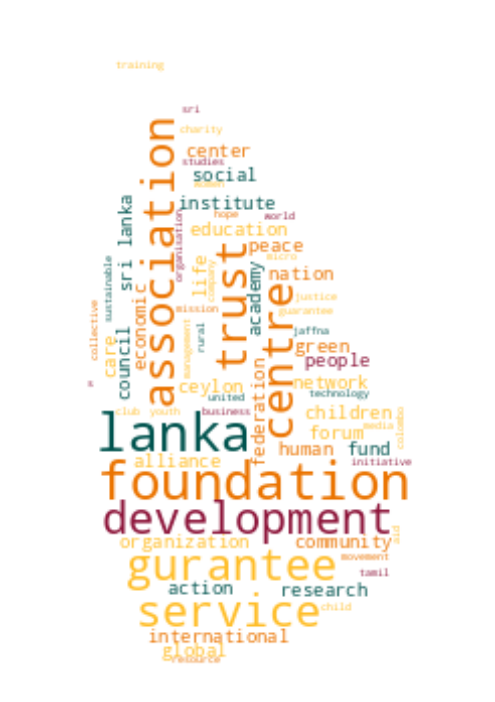 training
sri
charity
association
center
studies
social
women
sri lanka
institute
hope
world
organisation
education
trust
peace
micro
sustainable
life
company
academy
nation
centre
economic
justice
mission
guarantee
collective
council
management
rural
jaffna
green
care
people
federation
ceylon
network
united
technology
club
youth
business
children
colombo
lanka
media
forum
human
fund
alliance
initiative
foundation
development
organization
community
aid
gurantee
movement
tamil
action
research
service
child
international
global
resource